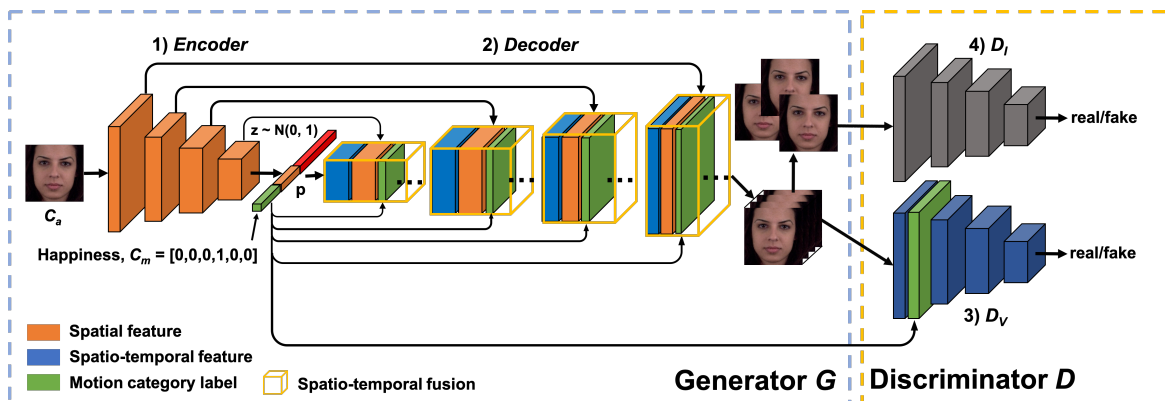 1) Encoder
2) Decoder
4) D_I
z ~ N(0, 1)
real/fake
p
C_a
Happiness, C_m = [0,0,0,1,0,0]
real/fake
3) D_V
Spatial feature
Spatio-temporal feature
Motion category label
Spatio-temporal fusion
Generator G
Discriminator D